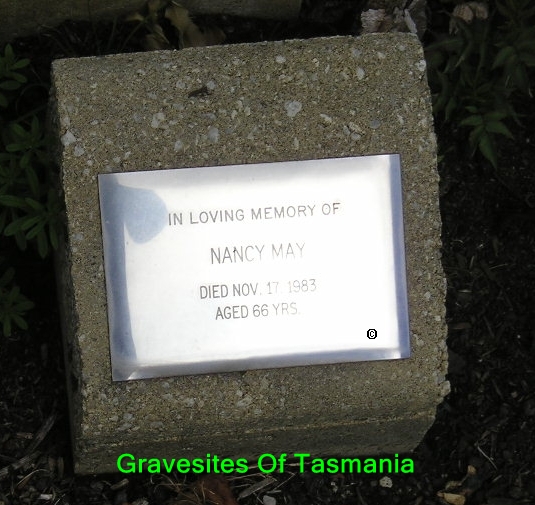 IN LOVING MEMORY OF
NANCY MAY
DIED NOV. 17. 1983
AGED 66 YRS.
©
Gravesites Of Tasmania